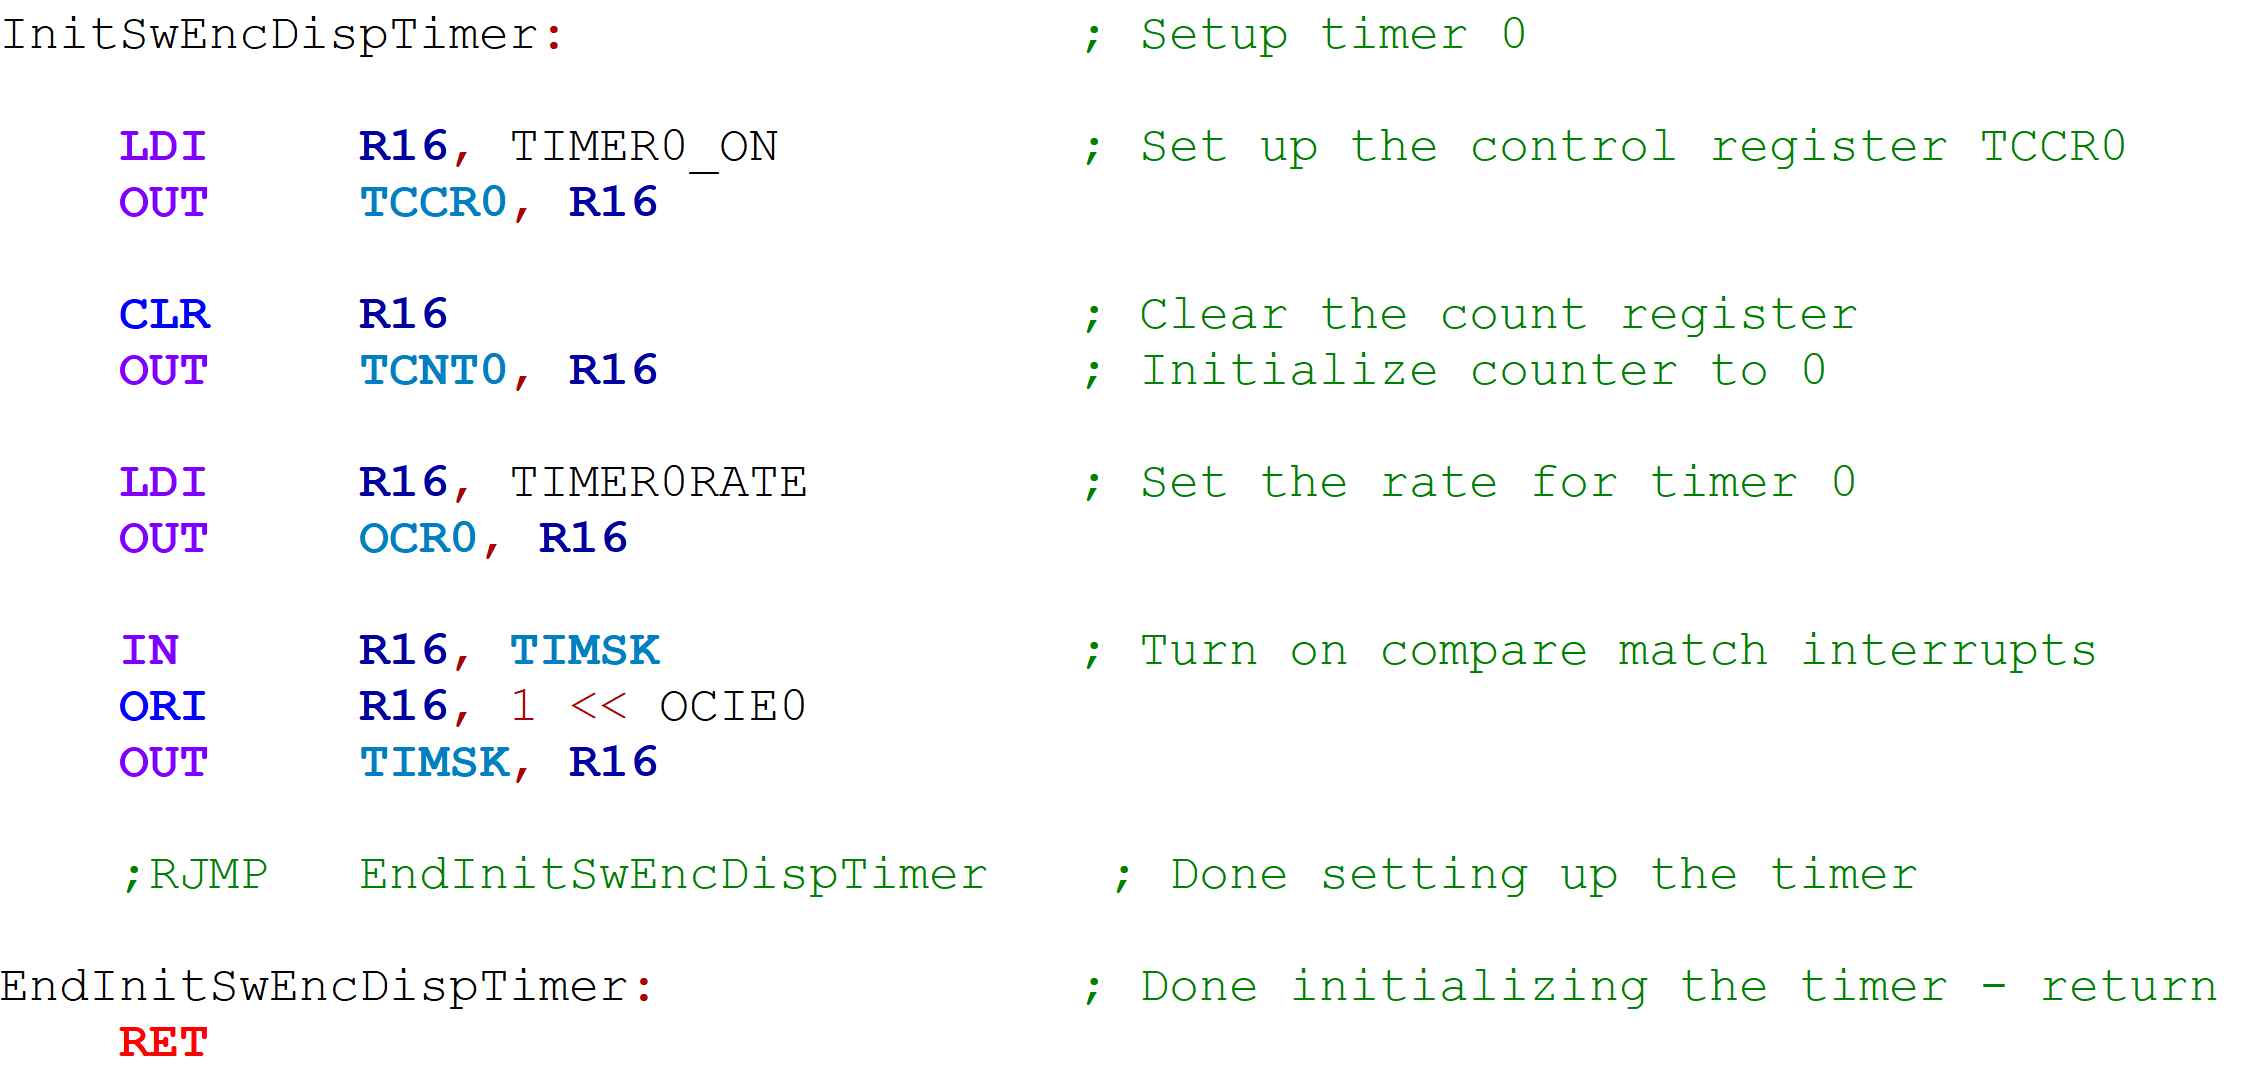 InitSwEncDispTimer: ; Setup timer 0
LDI R16, TIMER0_ON ; Set up the control register TCCR0
OUT TCCR0, R16
CLR R16 ; Clear the count register
OUT TCNT0, R16 ; Initialize counter to 0
LDI R16, TIMER0RATE ; Set the rate for timer 0
OUT OCR0, R16
IN R16, TIMSK ; Turn on compare match interrupts
ORI R16, 1 << OCIE0
OUT TIMSK, R16
;RJMP EndInitSwEncDispTimer ; Done setting up the timer
EndInitSwEncDispTimer: ; Done initializing the timer - return
RET